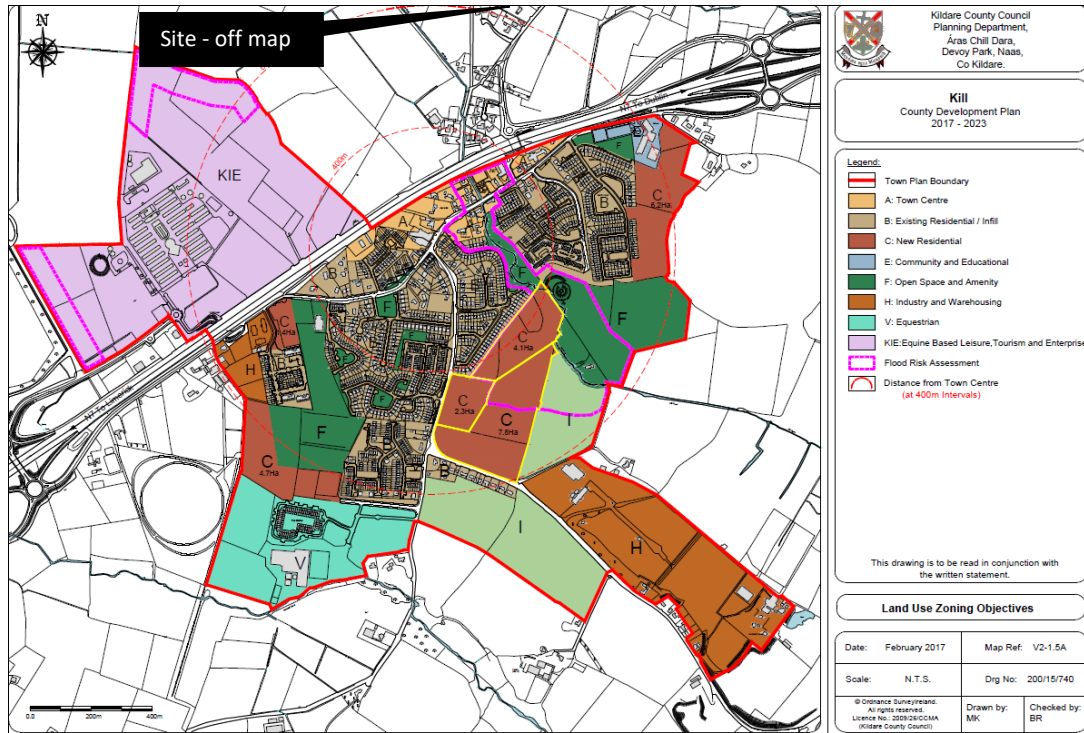 Site - off map
N
N7 To Dublin
400m
KIE
F
C
6.2Ha
B
A
B
F
F
F
C
1.4Ha
H
B
C
4.1Ha
F
F
C
2.3Ha
C
7.8Ha
I
N7 To Limerick
C
4.7Ha
B
I
H
V
0.0 200m 400m
Kildare County Council
Planning Department,
Áras Chill Dara,
Devoy Park, Naas,
Co Kildare.
Kill
County Development Plan
2017 - 2023
Legend:
Town Plan Boundary
A: Town Centre
B: Existing Residential / Infill
C: New Residential
E: Community and Educational
F: Open Space and Amenity
H: Industry and Warehousing
V: Equestrian
KIE:Equine Based Leisure,Tourism and Enterprise
Flood Risk Assessment
Distance from Town Centre
(at 400m Intervals)
This drawing is to be read in conjunction with
the written statement.
Land Use Zoning Objectives
Date: February 2017
Map Ref: V2-1.5A
Scale: N.T.S.
Drg No: 200/15/740
© Ordnance SurveyIreland.
All rights reserved.
Licence No.: 2009/26/CCMA
(Kildare County Council)
Drawn by:
MK
Checked by:
BR